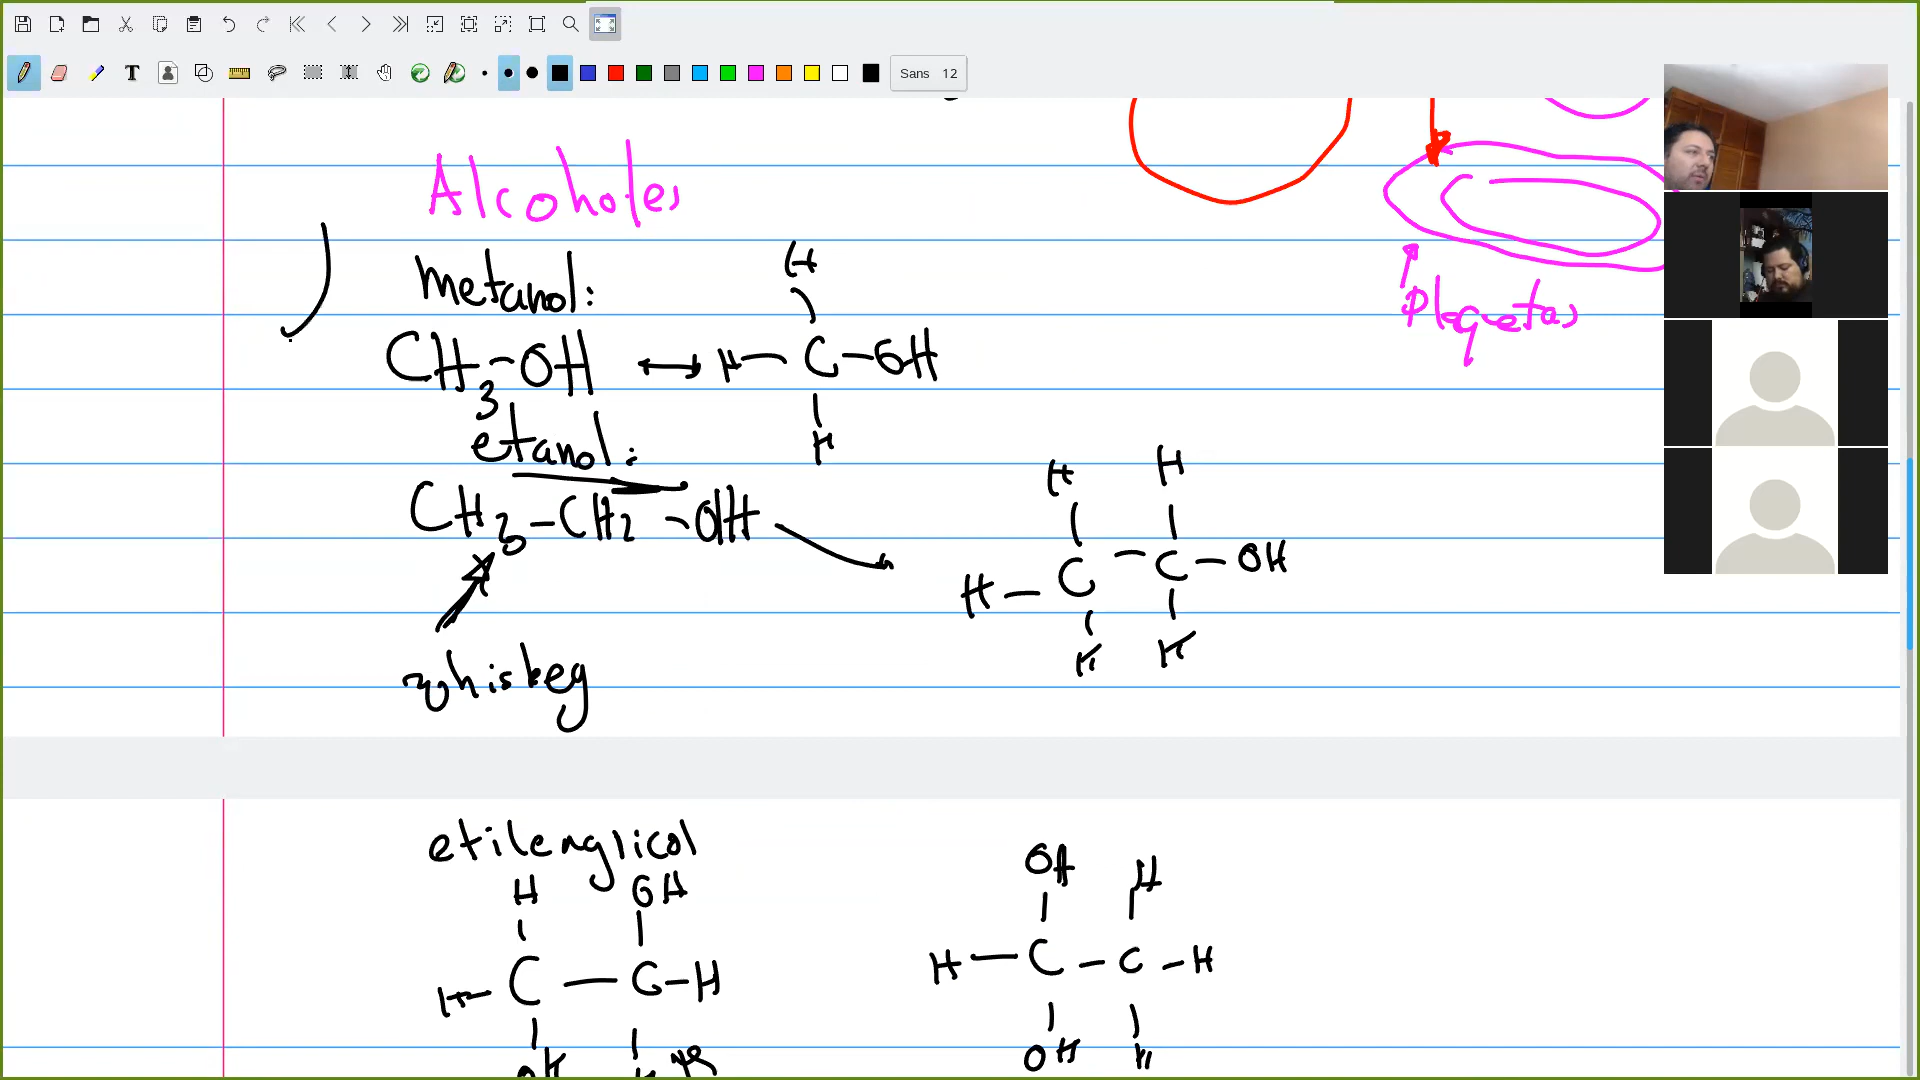 Sans 12
Alcoholes
Plaquetas
metanol:
H
CH3-OH ↔ H-C-OH
H
etanol:
H H
CH3-CH2-OH
H-C-C-OH
H H
whiskey
etilenglicol
H OH
OH H
H-C-C-H
H-C-C-H
OH H
OH H